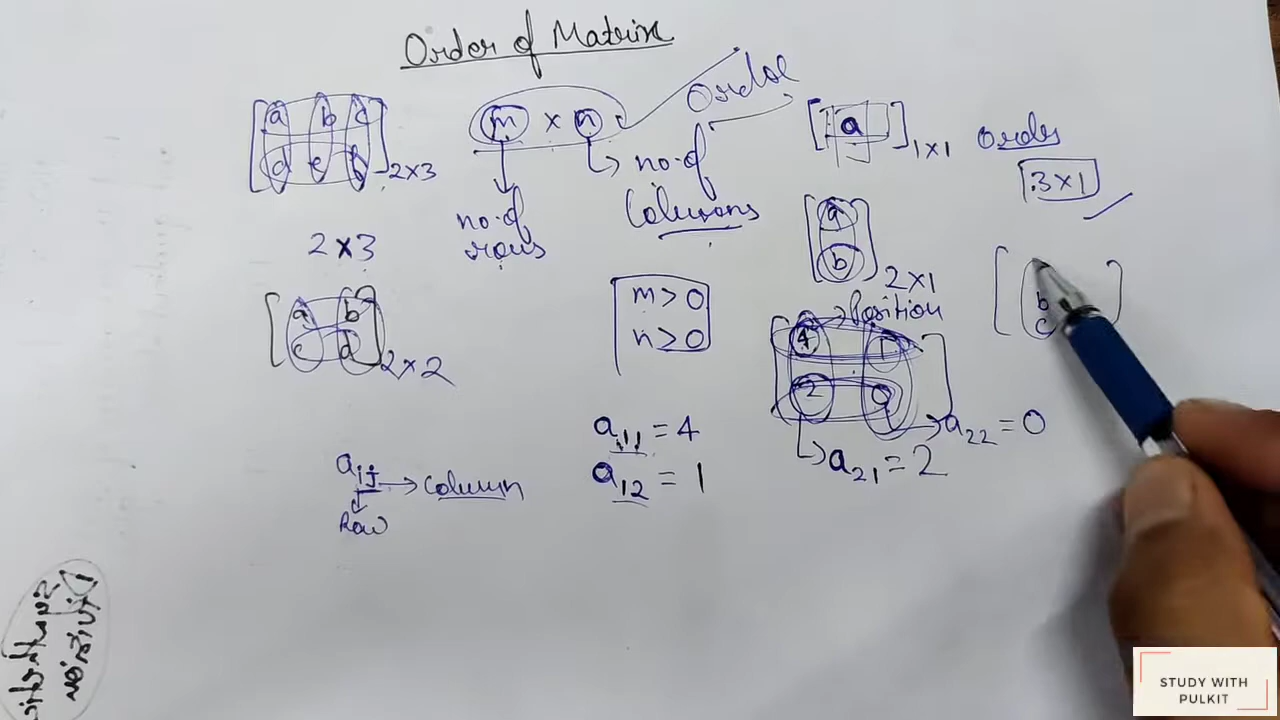 Order of Matrix
a b c
d e
2×3
m × n
Order
no. of rows
no. of Columns
2×3
a b
c d
2×2
m>0
n>0
a
1×1
a
b
2×1
Order
3×1
b
c
Position
4 1
2 0
a₁₁ = 4
a₁₂ = 1
a₂₁ = 2
a₂₂ = 0
aᵢⱼ → Column
Row
STUDY WITH
PULKIT